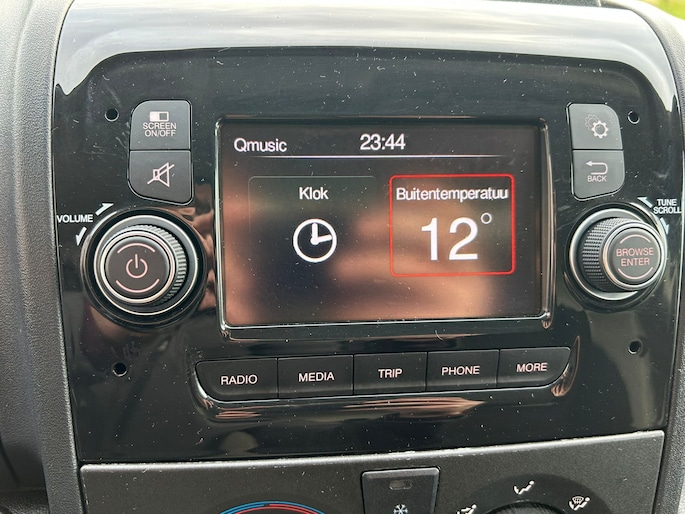 SCREEN
ON/OFF
Qmusic 23:44
BACK
Klok
Buitentemperatuu
12°
VOLUME
TUNE
SCROLL
BROWSE
ENTER
RADIO
MEDIA
TRIP
PHONE
MORE